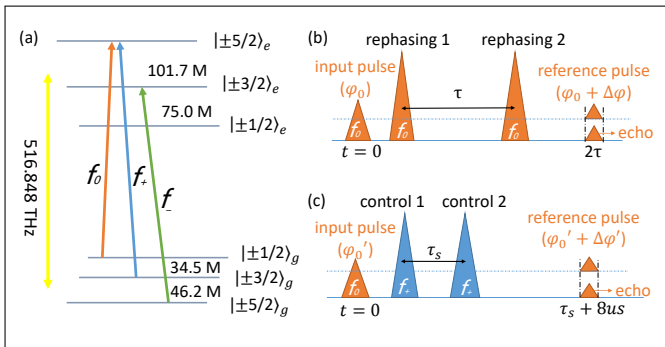 (a)
|±5/2⟩e
101.7 M
|±3/2⟩e
75.0 M
|±1/2⟩e
516.848 THz
f0
f+
f-
|±1/2⟩g
34.5 M
|±3/2⟩g
46.2 M
|±5/2⟩g
(b)
rephasing 1
rephasing 2
input pulse
(φ0)
τ
reference pulse
(φ0 + Δφ)
f0
f0
f0
echo
t = 0
2τ
(c)
control 1
control 2
input pulse
(φ0')
τs
reference pulse
(φ0' + Δφ')
f0
f+
f+
echo
t = 0
τs + 8us